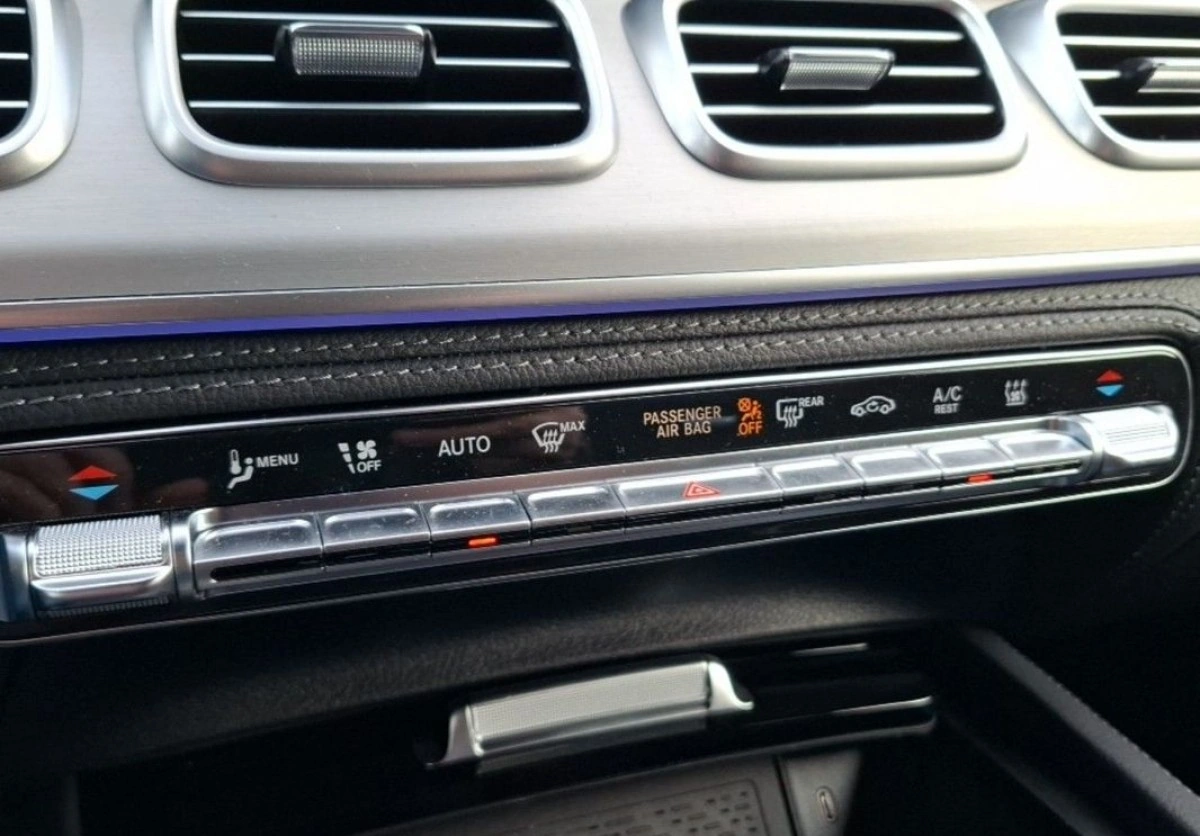 MENU
OFF
AUTO
MAX
PASSENGER
AIR BAG
OFF
REAR
A/C
REST